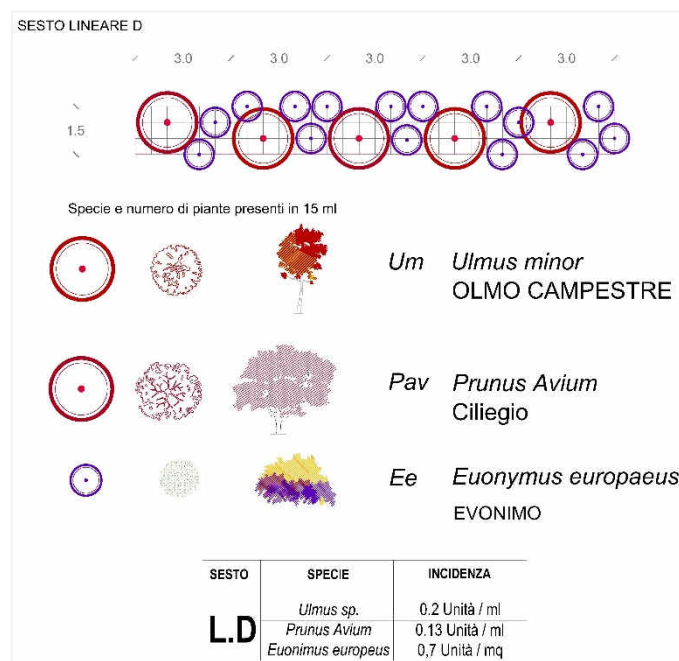 SESTO LINEARE D
3.0 3.0 3.0 3.0 3.0
1.5
Specie e numero di piante presenti in 15 ml
Um Ulmus minor
OLMO CAMPESTRE
Pav Prunus Avium
Ciliegio
Ee Euonymus europaeus
EVONIMO
SESTO SPECIE INCIDENZA
L.D
Ulmus sp. 0.2 Unità / ml
Prunus Avium 0.13 Unità / ml
Euonimus europeus 0,7 Unità / mq